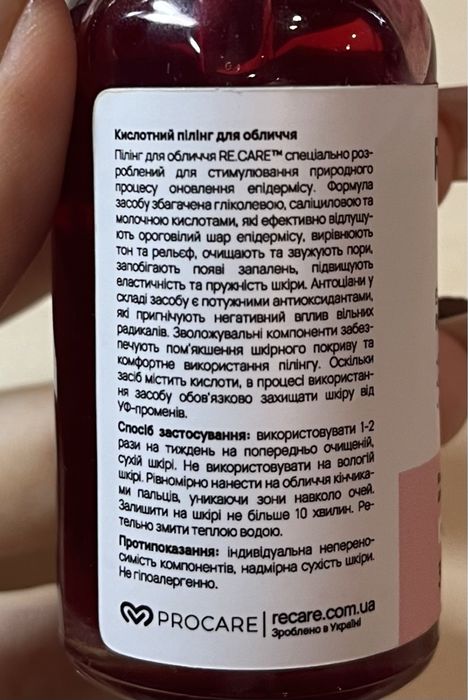 Кислотний пілінг для обличчя
Пілінг для обличчя RE.CARE™ спеціально роз-
роблений для стимулювання природного
процесу оновлення епідермісу. Формула
засобу збагачена гліколевою, саліциловою та
молочною кислотами, які ефективно відлущу-
ють ороговілий шар епідермісу, вирівнюють
тон та рельєф, очищають та звужують пори,
запобігають появі запалень, підвищують
еластичність та пружність шкіри. Антоціани у
складі засобу є потужними антиоксидантами,
які пригнічують негативний вплив вільних
радикалів. Зволожувальні компоненти забез-
печують пом'якшення шкірного покриву та
комфортне використання пілінгу. Оскільки
засіб містить кислоти, в процесі використан-
ня засобу обов'язково захищати шкіру від
УФ-променів.
Спосіб застосування: використовувати 1-2
рази на тиждень на попередньо очищеній,
сухій шкірі. Не використовувати на вологій
шкірі. Рівномірно нанести на обличчя кінчика-
ми пальців, уникаючи зони навколо очей.
Залишити на шкірі не більше 10 хвилин. Ре-
тельно змити теплою водою.
Протипоказання: індивідуальна неперено-
симість компонентів, надмірна сухість шкіри.
Не гіпоалергенно.
PROCARE | recare.com.ua
Зроблено в Україні